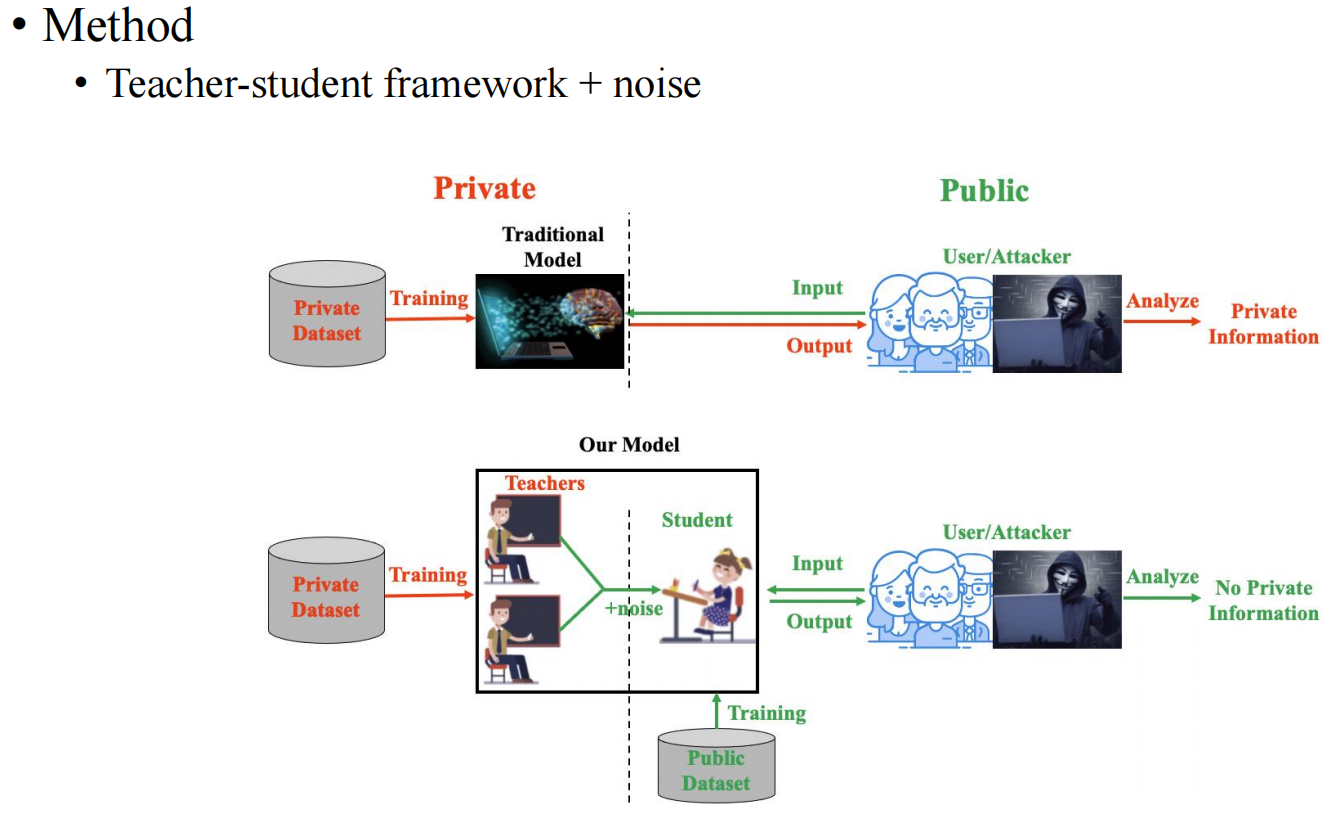 • Method
• Teacher-student framework + noise
Private
Public
Traditional
Model
User/Attacker
Private
Dataset
Training
Input
Output
Analyze
Private
Information
Our Model
Teachers
Student
User/Attacker
Private
Dataset
Training
+noise
Input
Output
Analyze
No Private
Information
Training
Public
Dataset